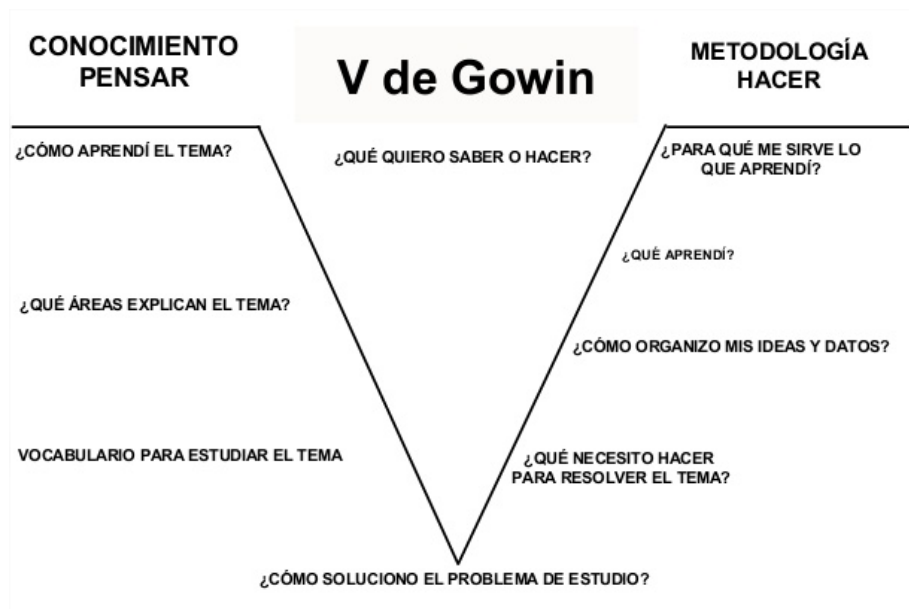 CONOCIMIENTO
PENSAR
V de Gowin
METODOLOGÍA
HACER
¿CÓMO APRENDÍ EL TEMA?
¿QUÉ QUIERO SABER O HACER?
¿PARA QUÉ ME SIRVE LO
QUE APRENDÍ?
¿QUÉ APRENDÍ?
¿QUÉ ÁREAS EXPLICAN EL TEMA?
¿CÓMO ORGANIZO MIS IDEAS Y DATOS?
VOCABULARIO PARA ESTUDIAR EL TEMA
¿QUÉ NECESITO HACER
PARA RESOLVER EL TEMA?
¿CÓMO SOLUCIONO EL PROBLEMA DE ESTUDIO?